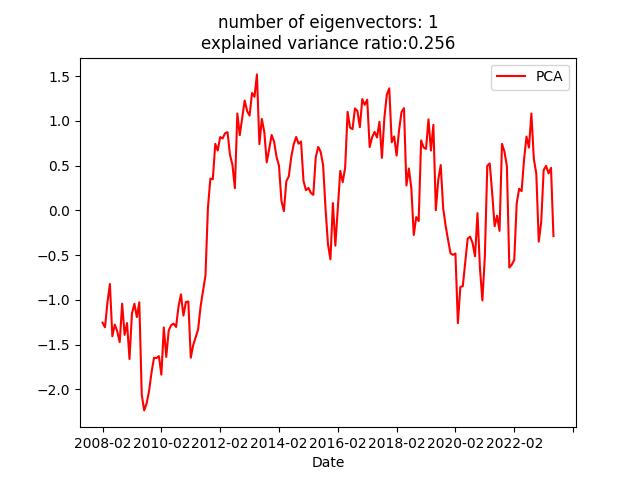 number of eigenvectors: 1
explained variance ratio:0.256
PCA
1.5
1.0
0.5
0.0
−0.5
−1.0
−1.5
−2.0
2008-02 2010-02 2012-02 2014-02 2016-02 2018-02 2020-02 2022-02
Date